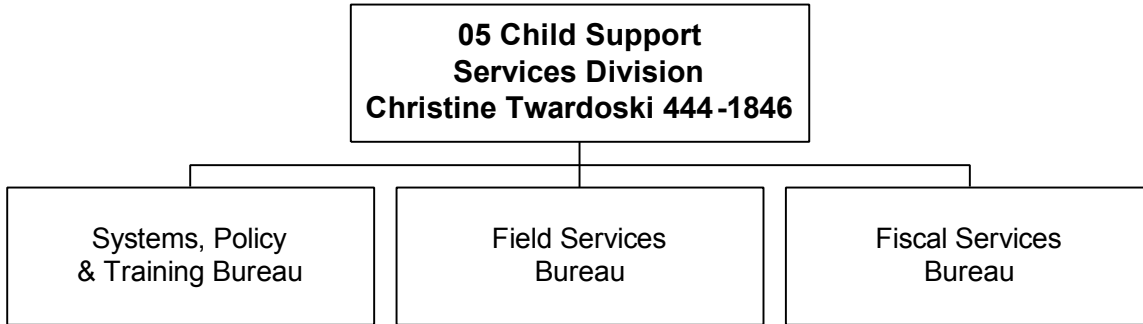 05 Child Support
Services Division
Christine Twardoski 444-1846
Systems, Policy
& Training Bureau
Field Services
Bureau
Fiscal Services
Bureau